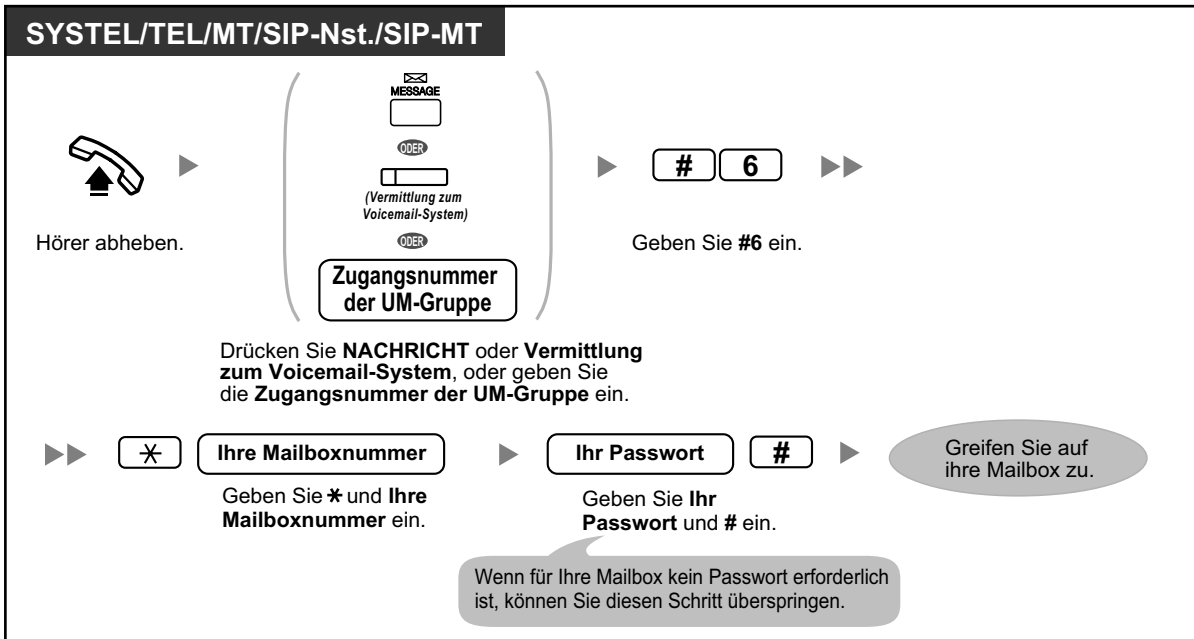 SYSTEL/TEL/MT/SIP-Nst./SIP-MT
MESSAGE
ODER
(Vermittlung zum
Voicemail-System)
ODER
Zugangsnummer
der UM-Gruppe
# 6
Hörer abheben.
Geben Sie #6 ein.
Drücken Sie NACHRICHT oder Vermittlung
zum Voicemail-System, oder geben Sie
die Zugangsnummer der UM-Gruppe ein.
* Ihre Mailboxnummer
Ihr Passwort #
Greifen Sie auf
ihre Mailbox zu.
Geben Sie * und Ihre
Mailboxnummer ein.
Geben Sie Ihr
Passwort und # ein.
Wenn für Ihre Mailbox kein Passwort erforderlich
ist, können Sie diesen Schritt überspringen.